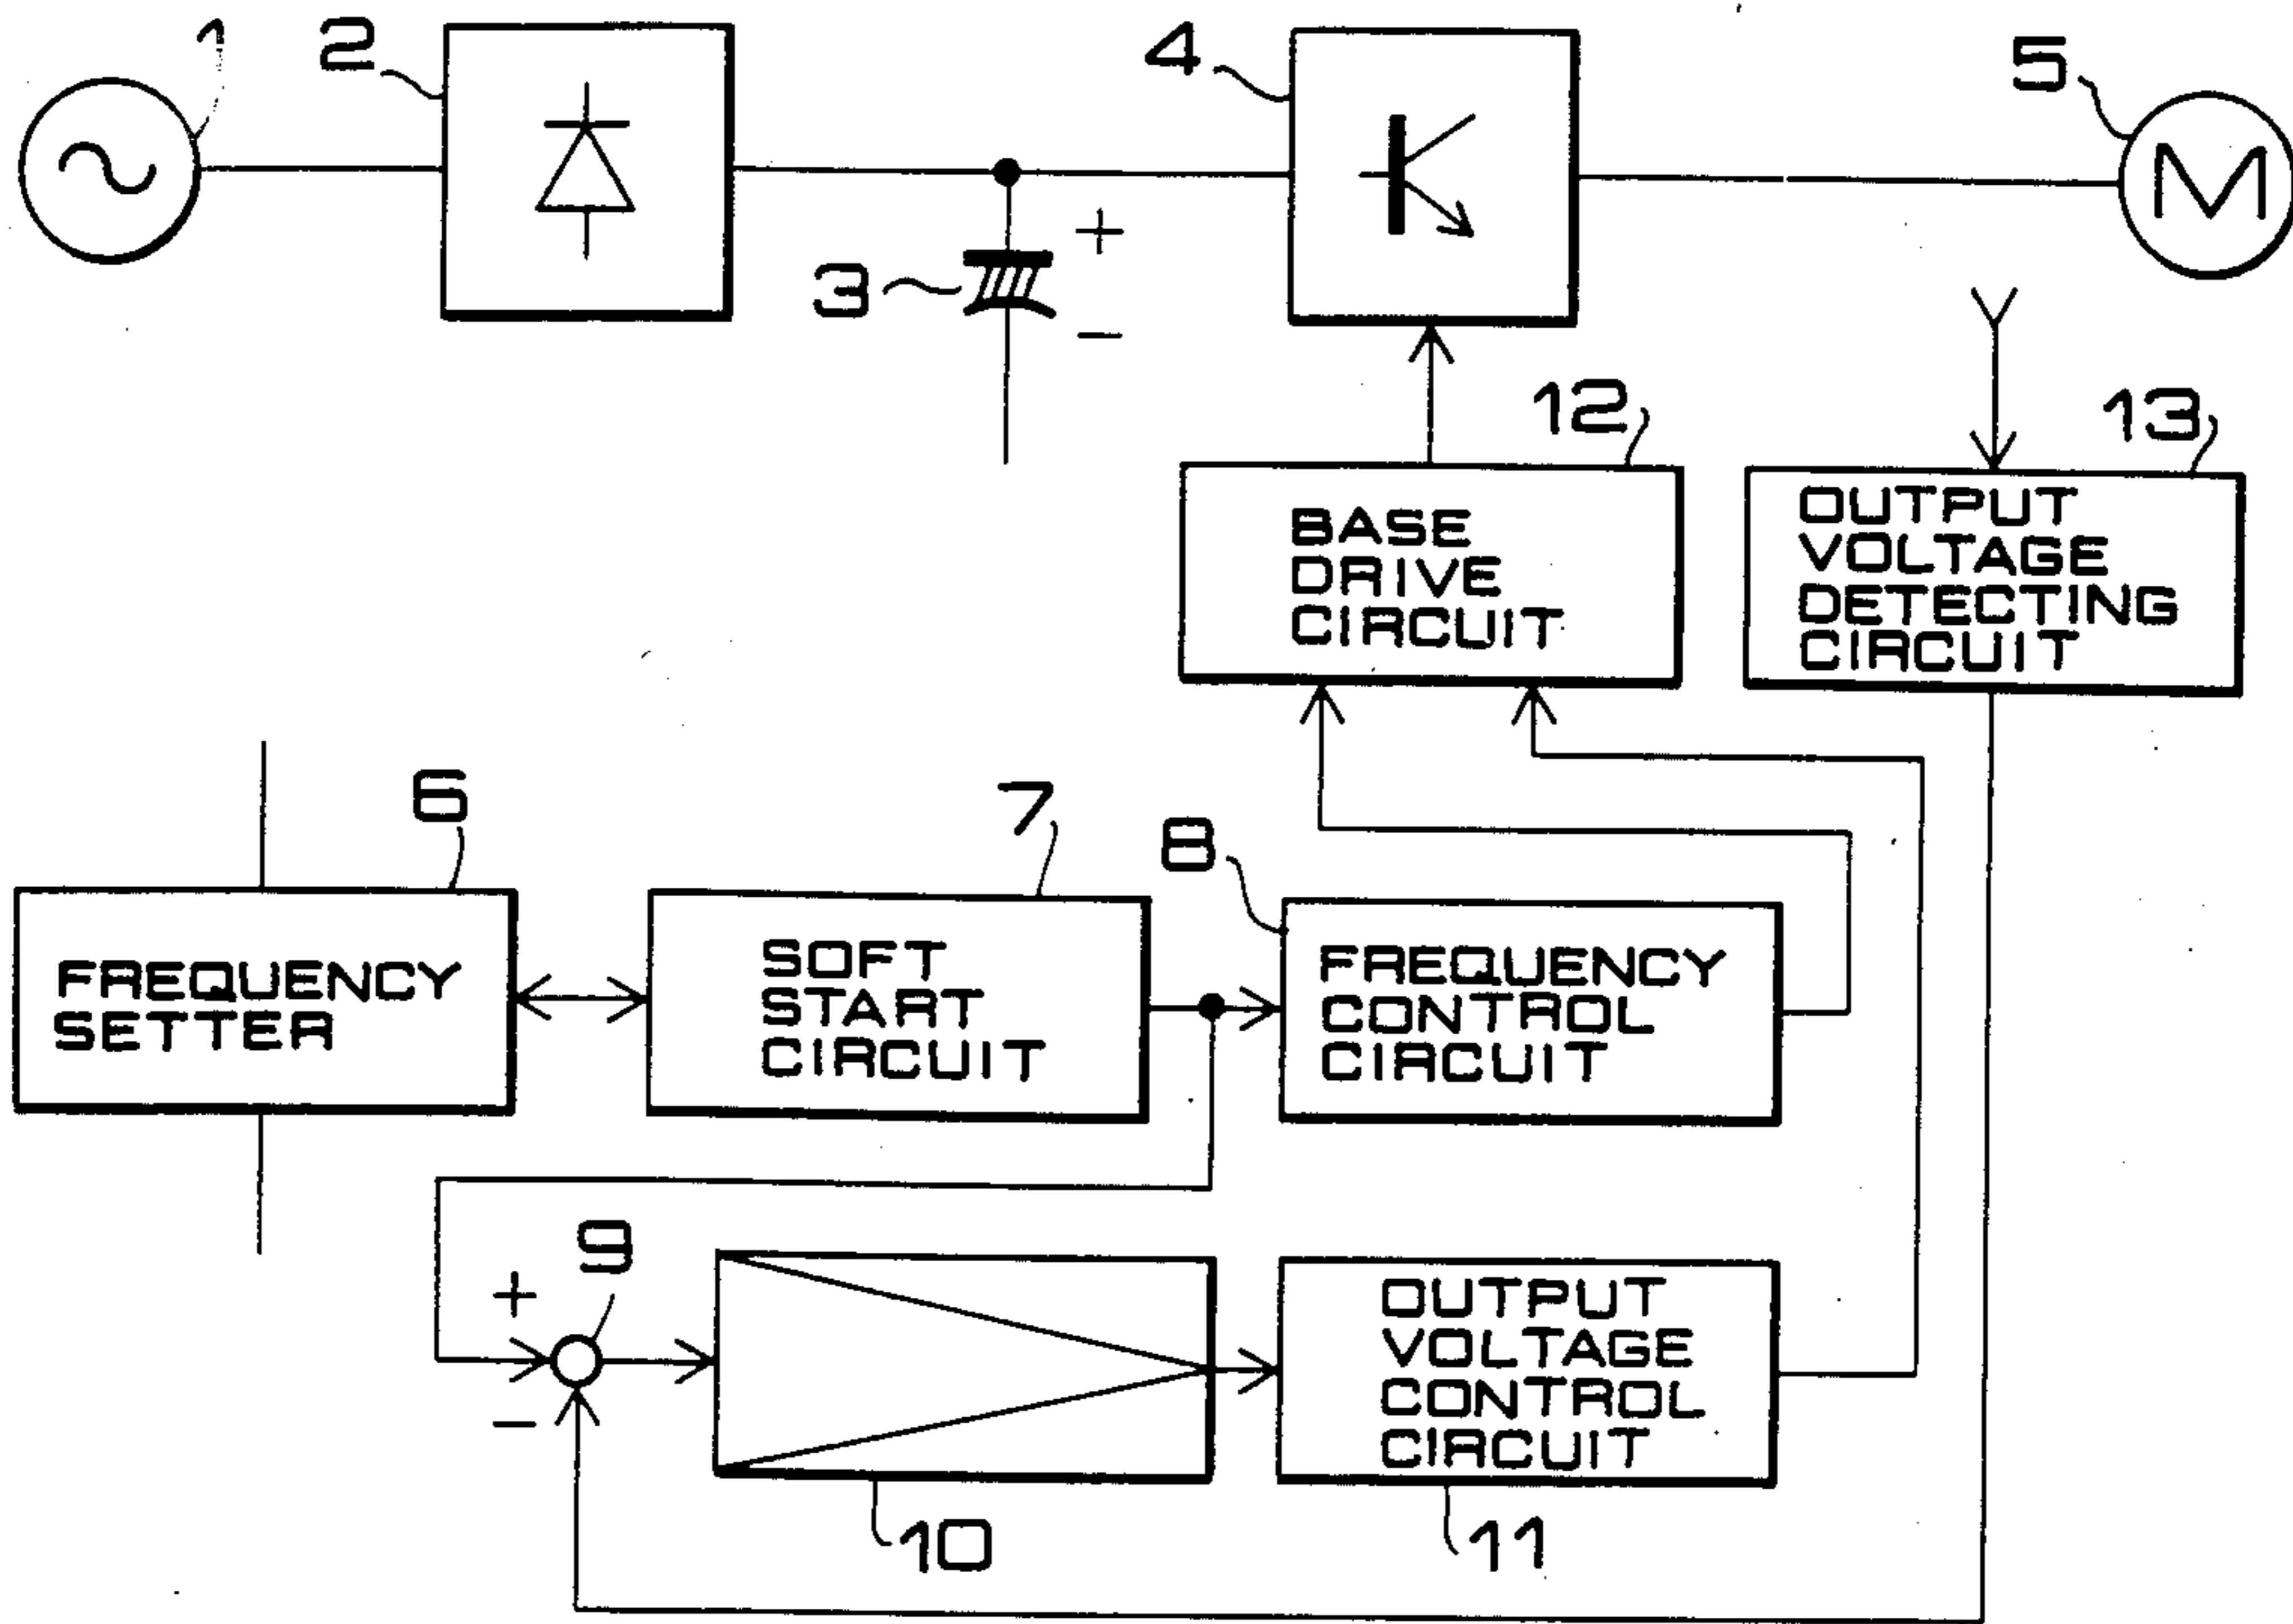 1
2
4
5
M
+
3
−
12
13
BASE
DRIVE
CIRCUIT
OUTPUT
VOLTAGE
DETECTING
CIRCUIT
6
7
8
FREQUENCY
SETTER
SOFT
START
CIRCUIT
FREQUENCY
CONTROL
CIRCUIT
9
+
−
OUTPUT
VOLTAGE
CONTROL
CIRCUIT
10
11